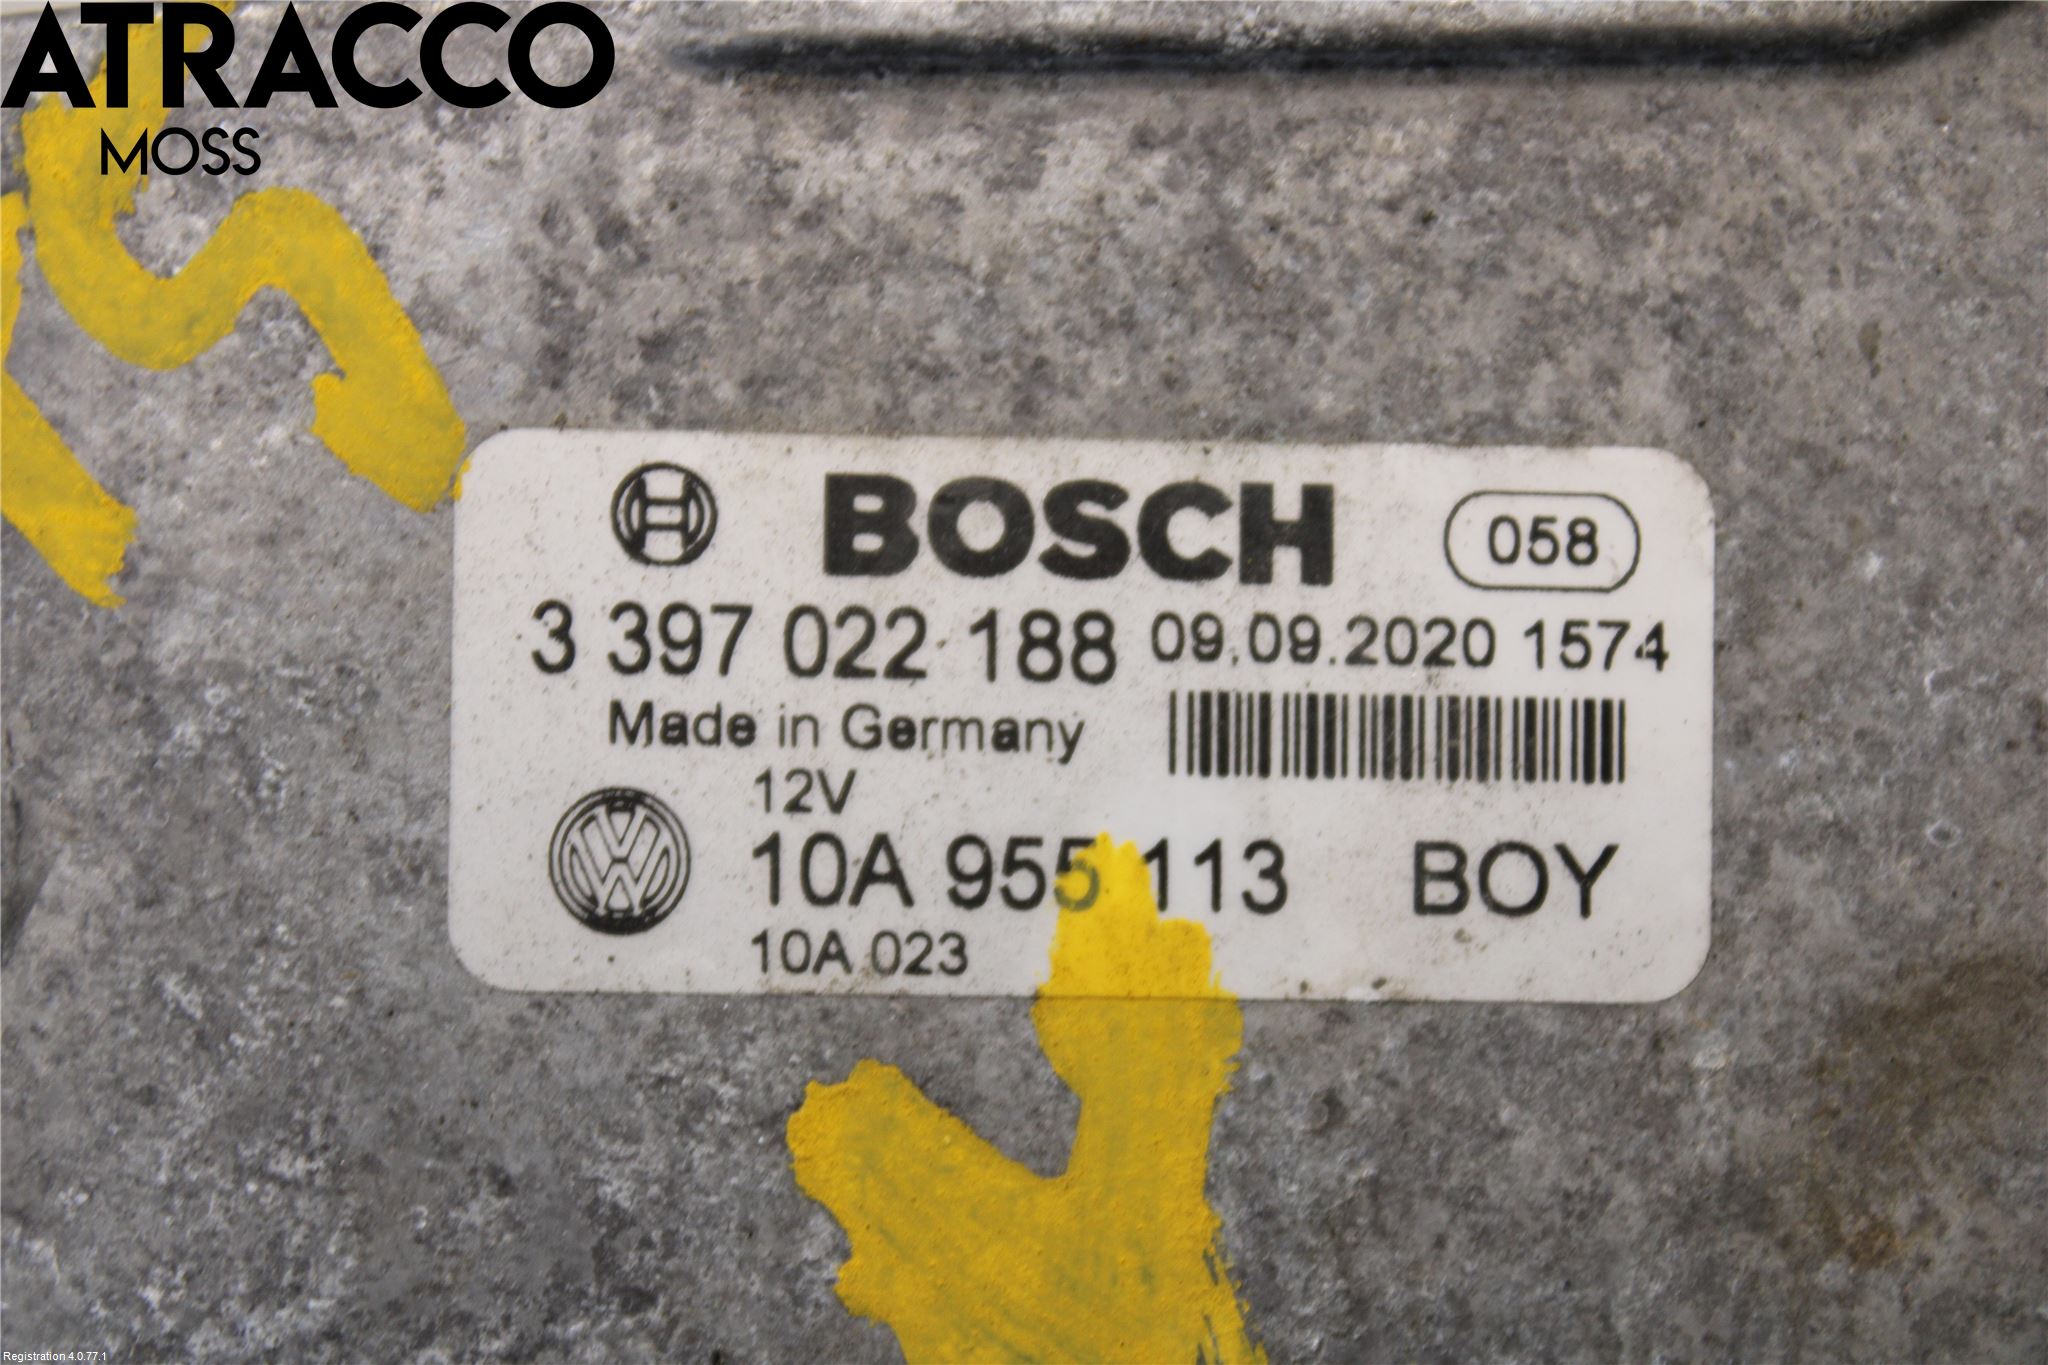 ATRACCO
MOSS
BOSCH 058
3 397 022 188 09.09.2020 1574
Made in Germany
12V
10A 955 113 BOY
10A 023
Registration 4.0.77.1